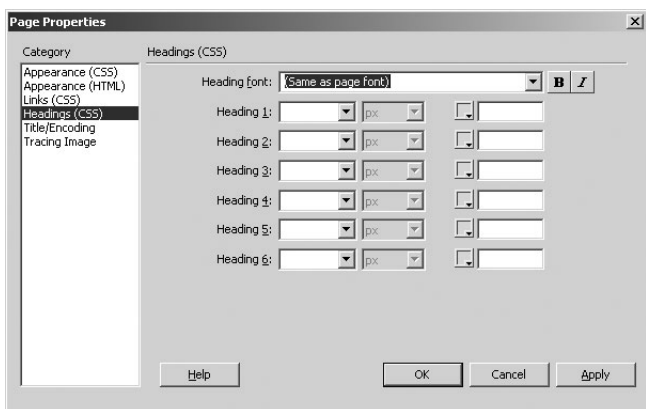 Page Properties
Category
Headings (CSS)
Appearance (CSS)
Appearance (HTML)
Links (CSS)
Headings (CSS)
Title/Encoding
Tracing Image
Heading font: (Same as page font) B I
Heading 1: px
Heading 2: px
Heading 3: px
Heading 4: px
Heading 5: px
Heading 6: px
Help OK Cancel Apply